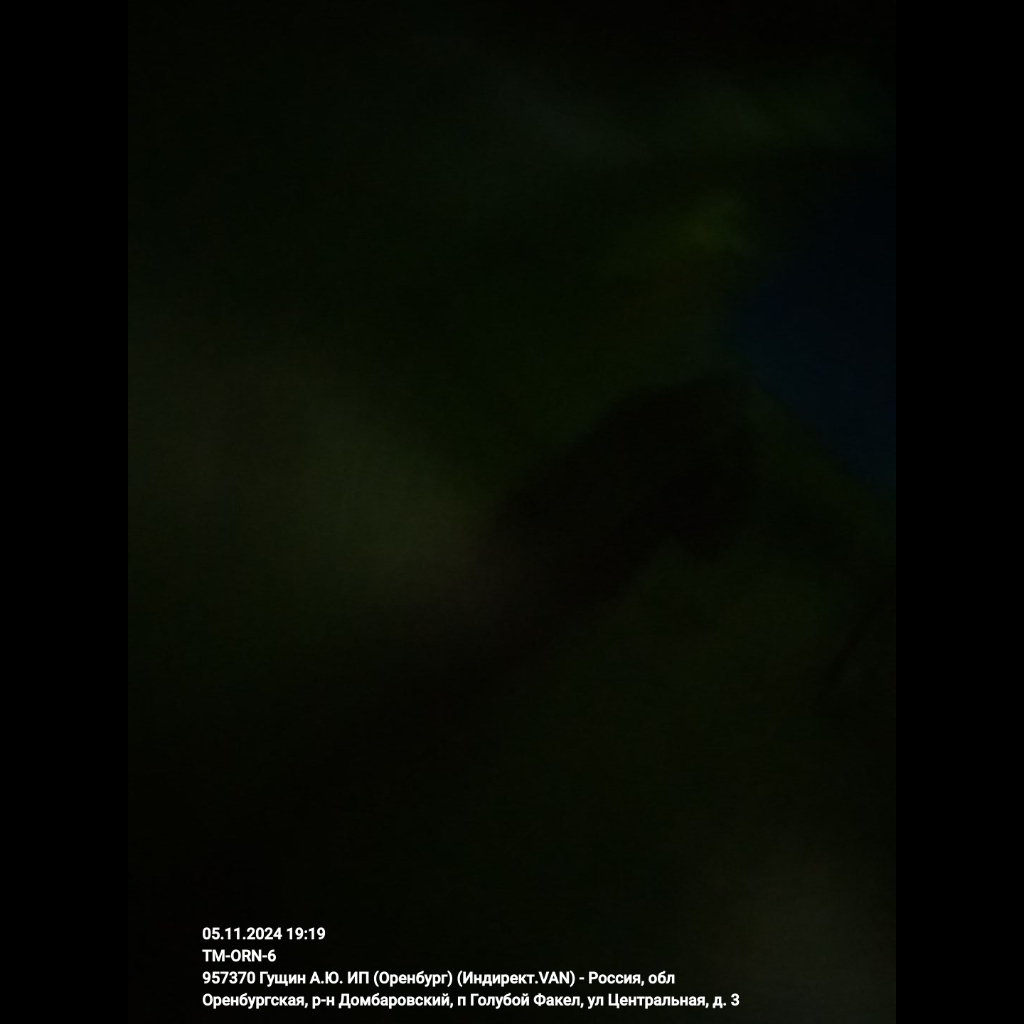 05.11.2024 19:19
TM-ORN-6
957370 Гущин А.Ю. ИП (Оренбург) (Индирект.VAN) - Россия, обл
Оренбургская, р-н Домбаровский, п Голубой Факел, ул Центральная, д. 3